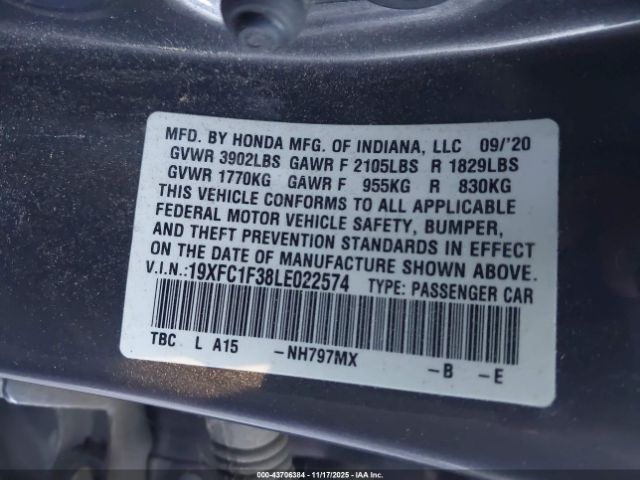 MFD. BY HONDA MFG. OF INDIANA, LLC 09/'20
GVWR 3902LBS GAWR F 2105LBS R 1829LBS
GVWR 1770KG GAWR F 955KG R 830KG
THIS VEHICLE CONFORMS TO ALL APPLICABLE
FEDERAL MOTOR VEHICLE SAFETY, BUMPER,
AND THEFT PREVENTION STANDARDS IN EFFECT
ON THE DATE OF MANUFACTURE SHOWN ABOVE.
V.I.N.:19XFC1F38LE022574 TYPE: PASSENGER CAR
TBC L A15 -NH797MX -B -E
000-43706384 - 11/17/2025 - IAA, Inc.